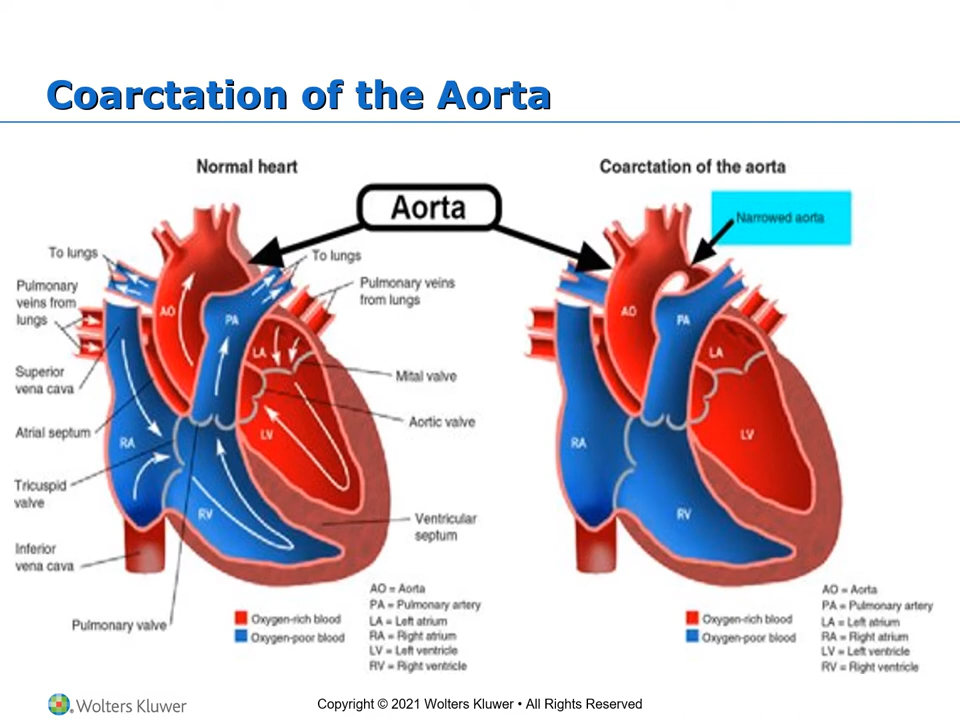 Coarctation of the Aorta
Normal heart
Coarctation of the aorta
Aorta
Narrowed aorta
To lungs
To lungs
Pulmonary
veins from
lungs
Pulmonary veins
from lungs
AO
PA
LA
Superior
vena cava
Mital valve
Atrial septum
Aortic valve
RA
LV
Tricuspid
valve
RV
Ventricular
septum
Inferior
vena cava
Pulmonary valve
AO
PA
LA
RA
LV
RV
Oxygen-rich blood
Oxygen-poor blood
AO = Aorta
PA = Pulmonary artery
LA = Left atrium
RA = Right atrium
LV = Left ventricle
RV = Right ventricle
Oxygen-rich blood
Oxygen-poor blood
AO = Aorta
PA = Pulmonary artery
LA = Left atrium
RA = Right atrium
LV = Left ventricle
RV = Right ventricle
Wolters Kluwer
Copyright © 2021 Wolters Kluwer • All Rights Reserved